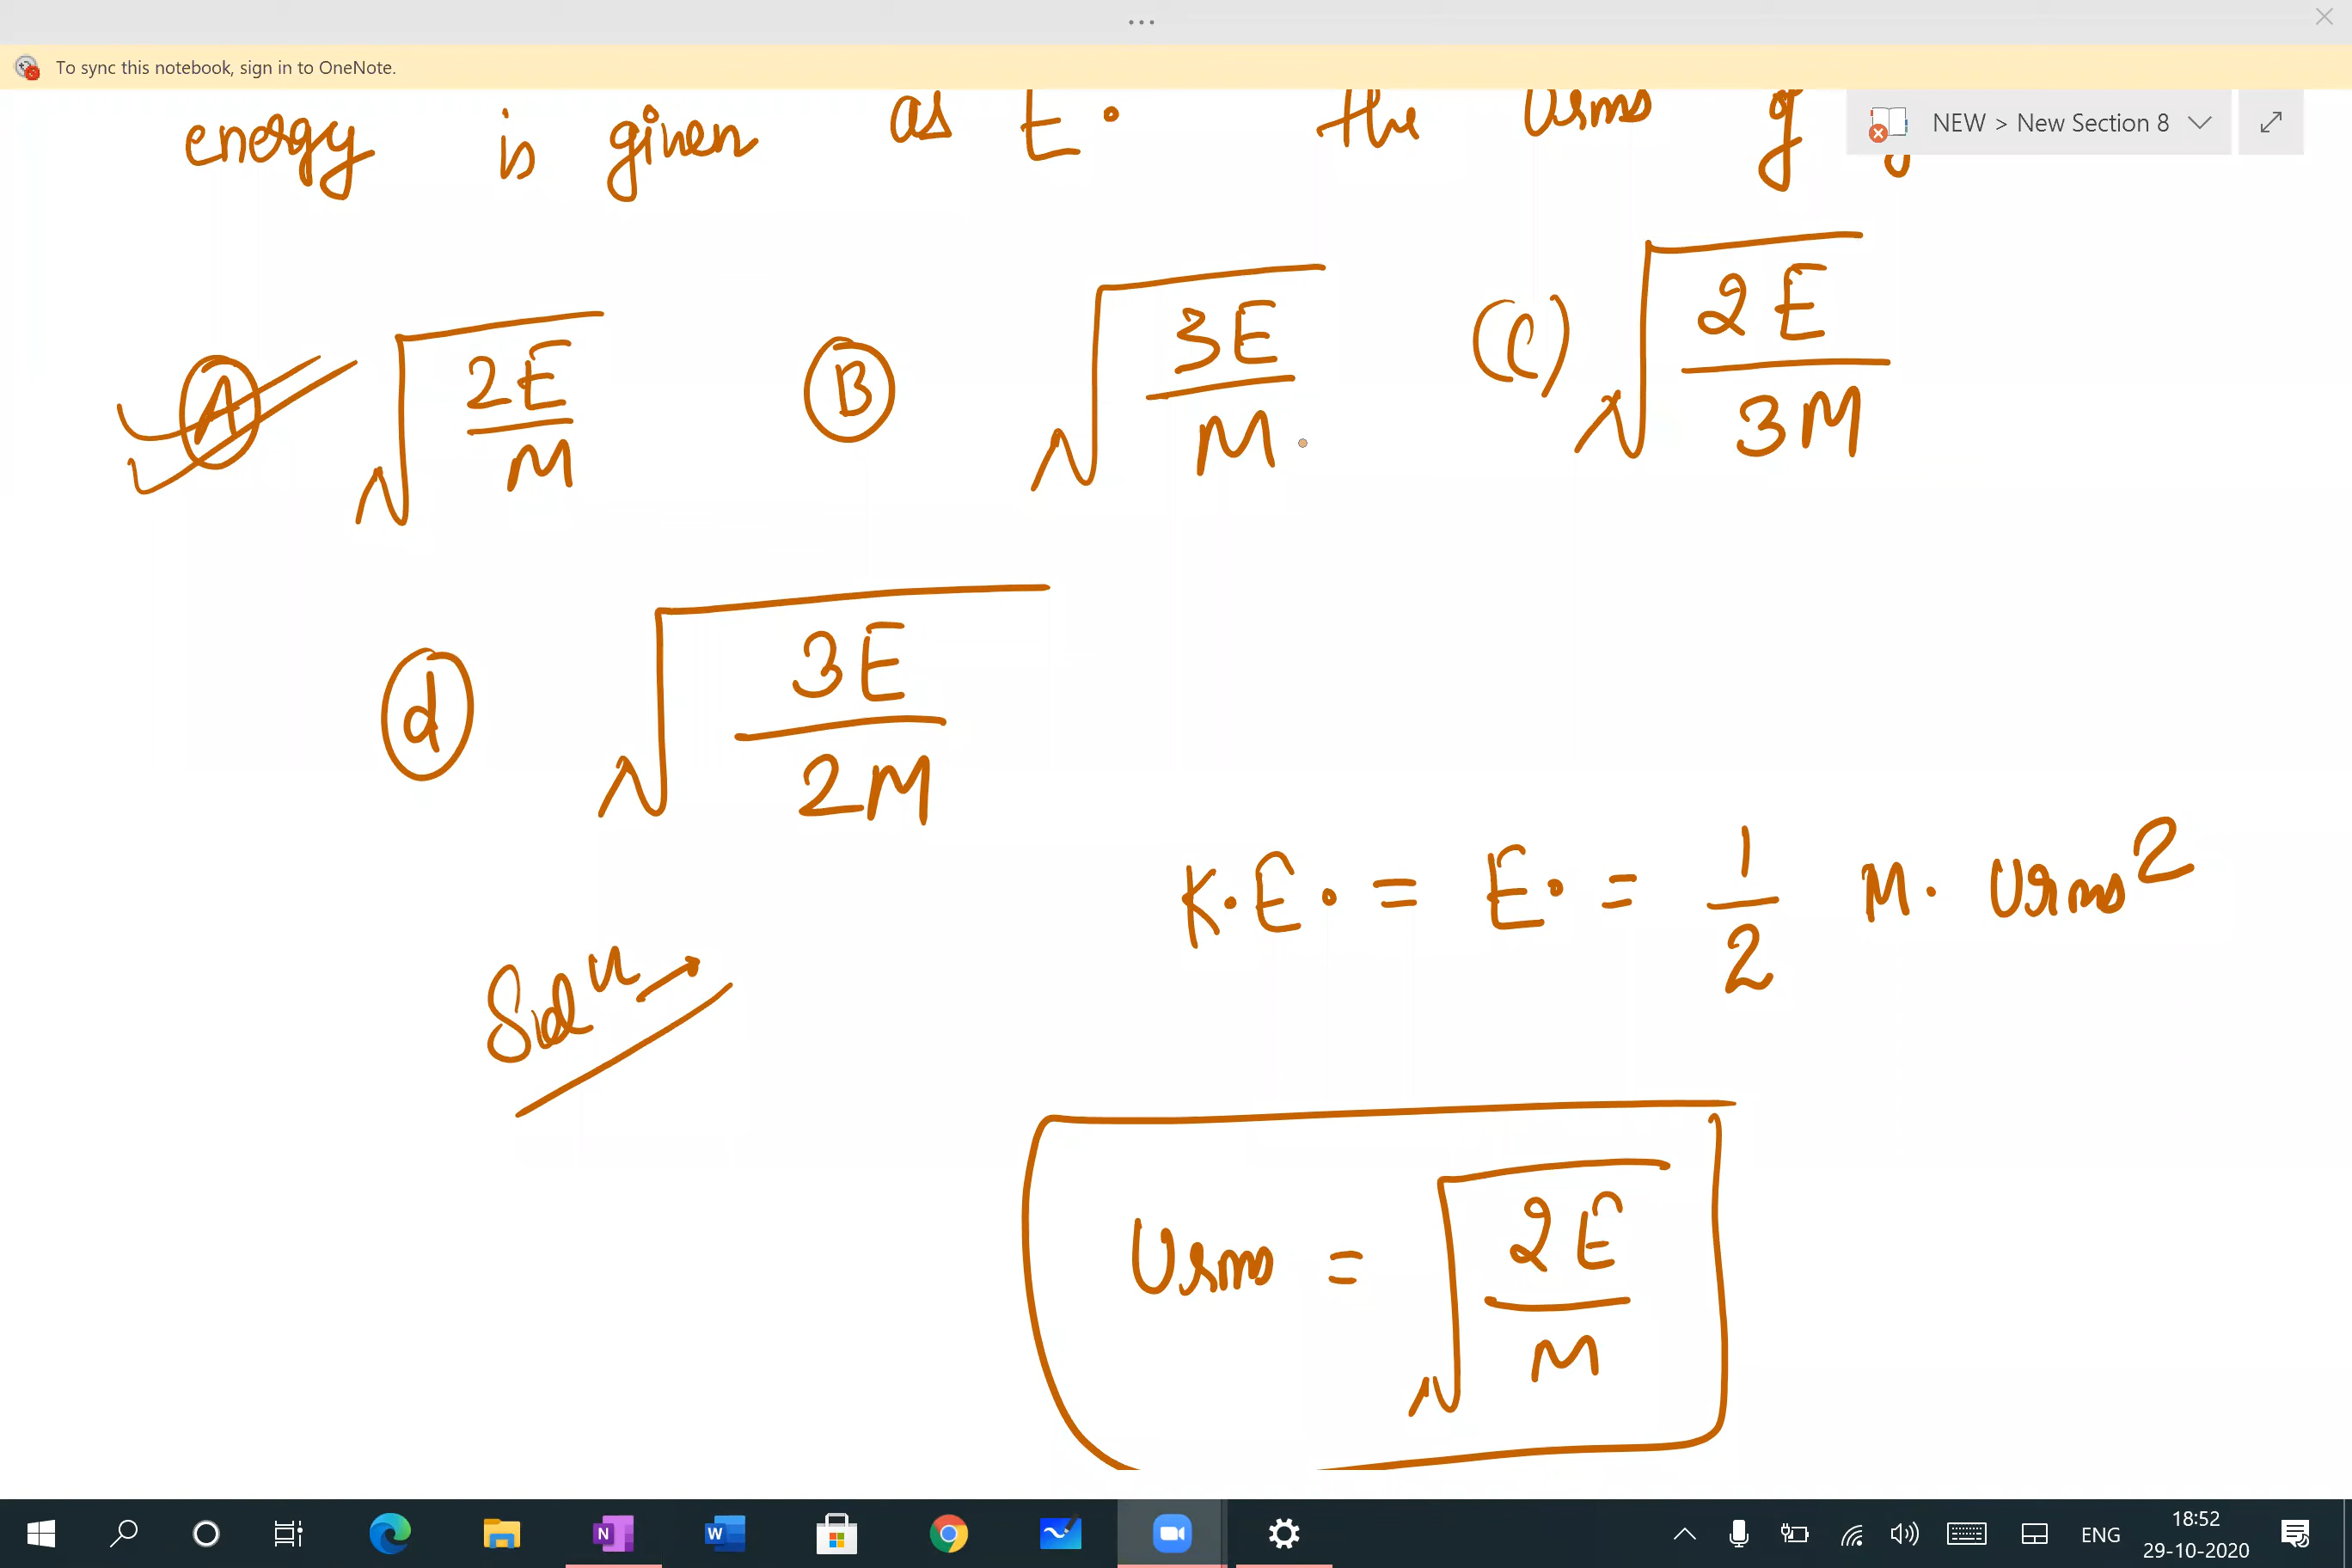 To sync this notebook, sign in to OneNote.
NEW > New Section 8
energy is given as E. the Urms of
A √(2E/M) B √(3E/M) (C) √(2E/3M)
d √(3E/2M)
K.E. = E. = 1/2 M. Urms²
Solⁿ →
Urms = √(2E/M)
ENG
18:52
29-10-2020